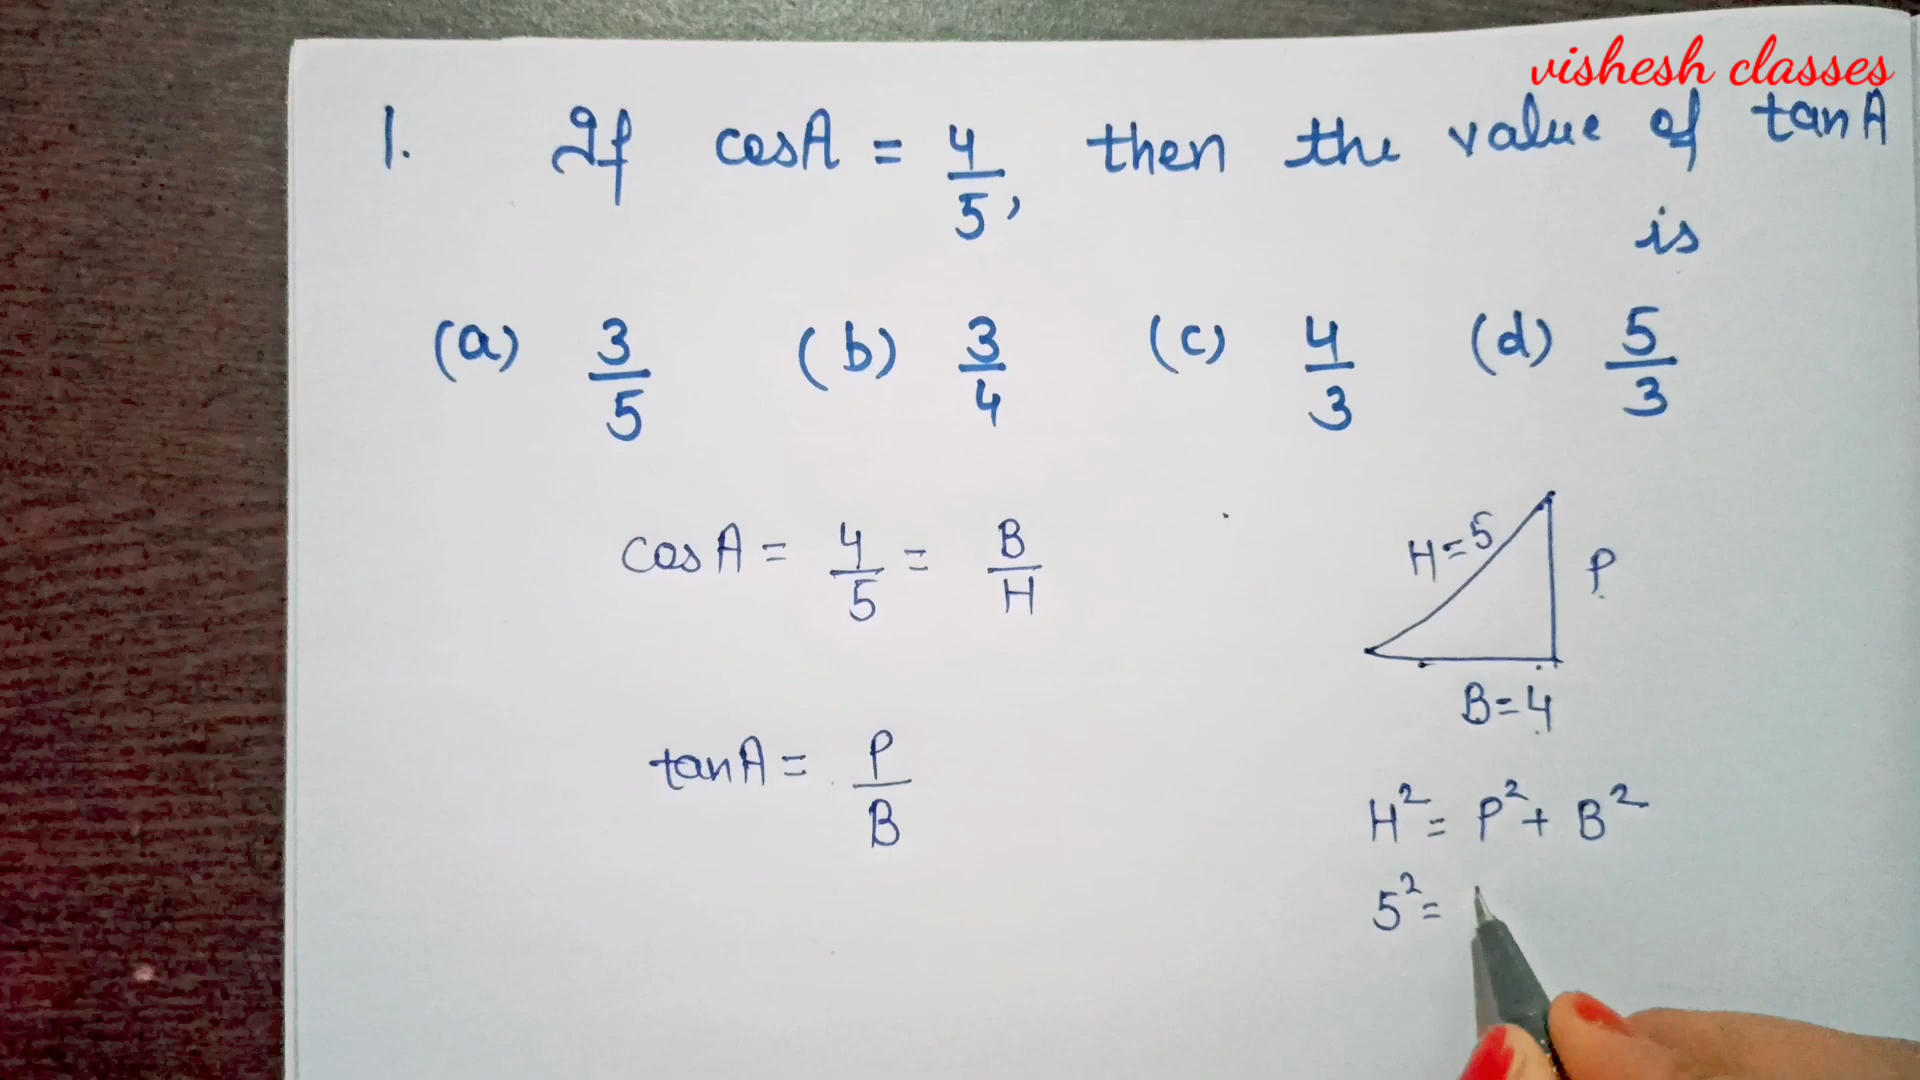 vishesh classes
1. If cosA = 4/5, then the value of tanA
is
(a) 3/5 (b) 3/4 (c) 4/3 (d) 5/3
cosA = 4/5 = B/H
H=5
P
B=4
tanA = P/B
H² = P² + B²
5² =